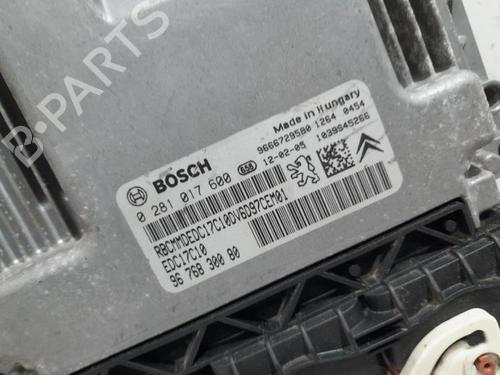 B-PARTS
BOSCH
Made in Hungary
0 281 017 600 12-02-05
9666729580 1264 0454
1039S45266
RBCMMDEDC17C10DV6D97CEM01
EDC17C10
96 768 300 80